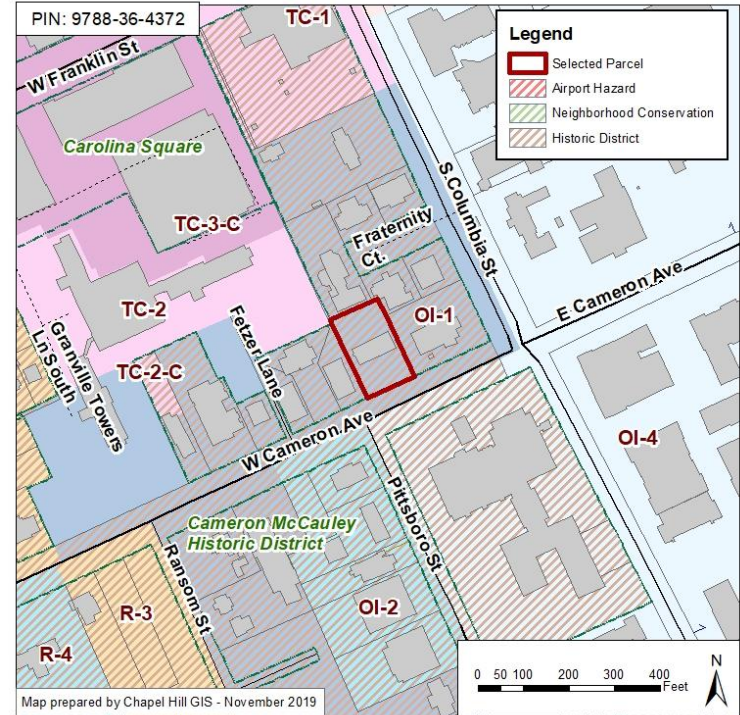 PIN: 9788-36-4372
TC-1
Legend
Selected Parcel
Airport Hazard
Neighborhood Conservation
Historic District
W Franklin St
Carolina Square
S Columbia St
TC-3-C
Fraternity
Ct.
E Cameron Ave
TC-2
OI-1
Fetzer Lane
Granville Towers
Ln South
TC-2-C
W Cameron Ave
OI-4
Pittsboro St
Cameron McCauley
Historic District
Ransom St
OI-2
R-3
R-4
N
0 50 100 200 300 400
Feet
Map prepared by Chapel Hill GIS - November 2019